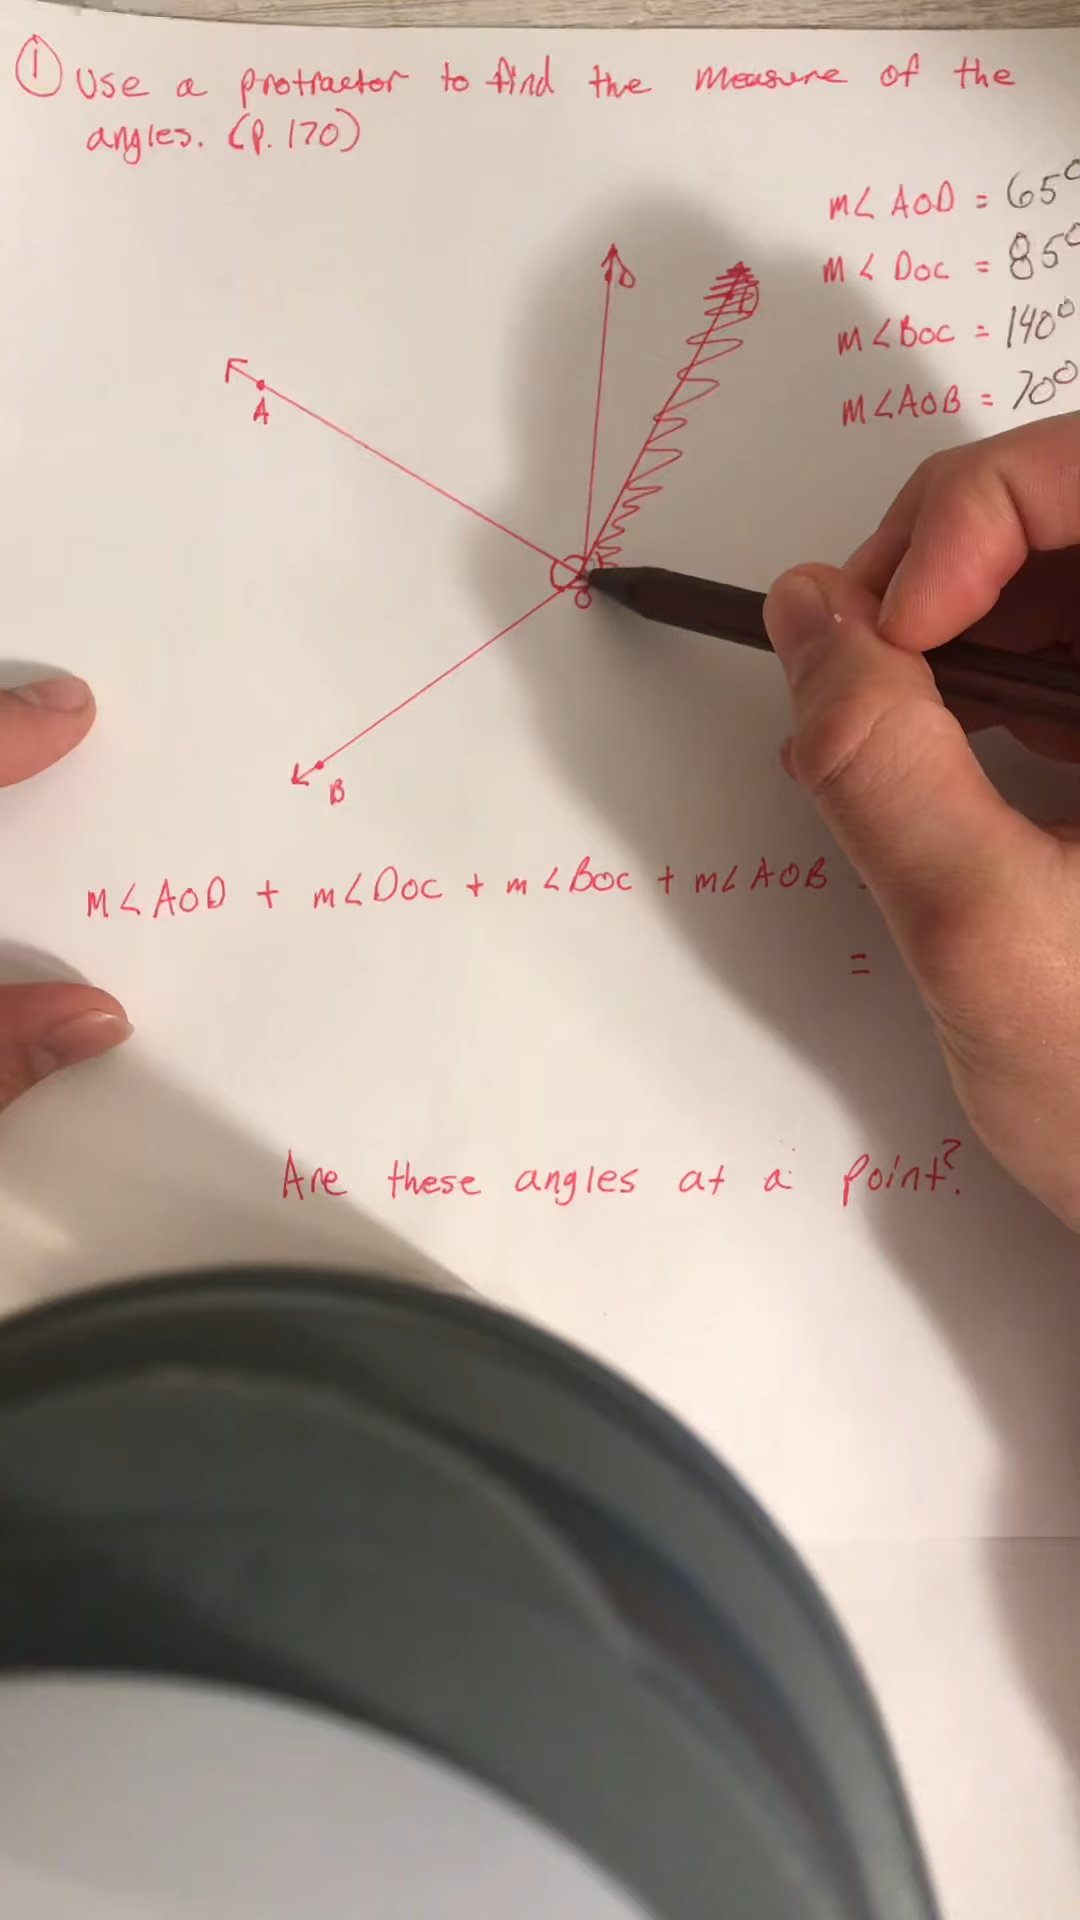 ① Use a protractor to find the measure of the
angles. (P. 170)
m∠ AOD = 65°
m∠ DOC = 85°
m∠BOC = 140°
m∠AOB = 70°
D
A
O
B
m∠AOD + m∠DOC + m∠BOC + m∠AOB
=
Are these angles at a point?